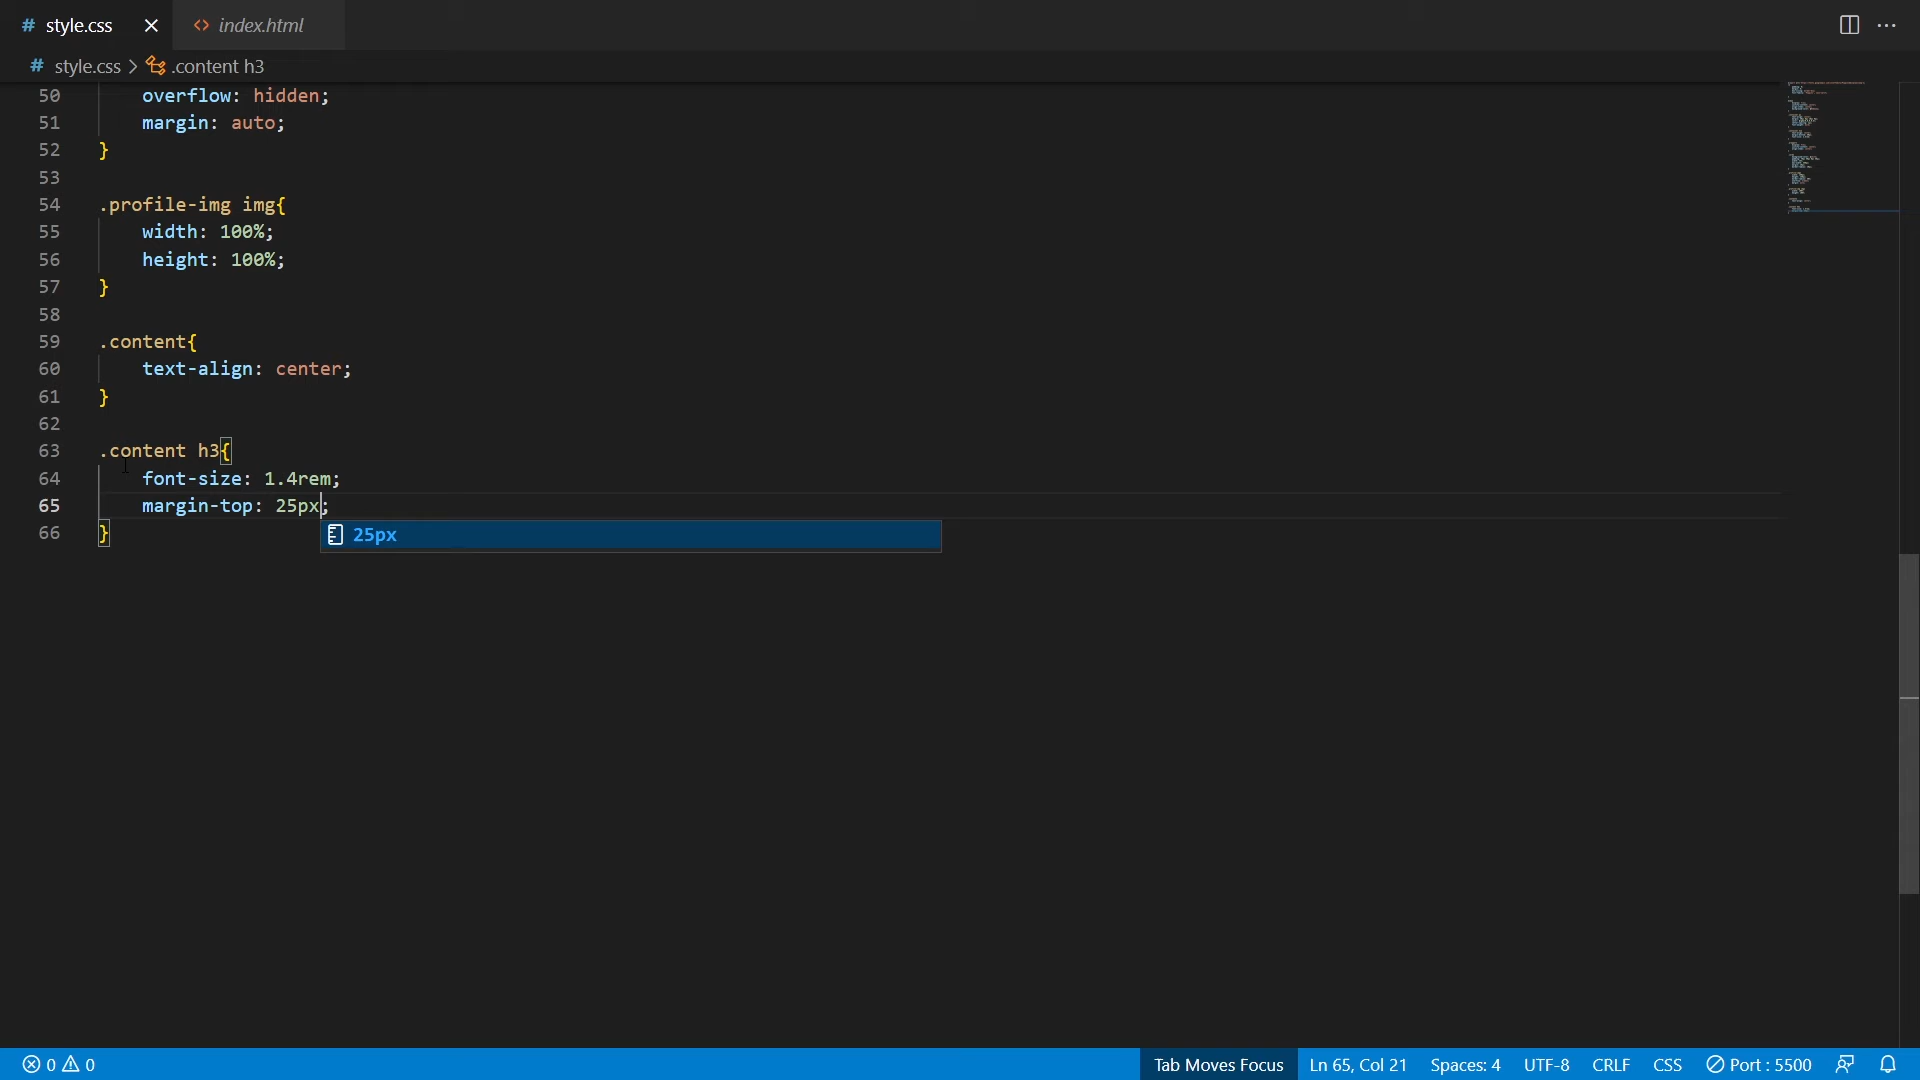 # style.css
<> index.html
# style.css > .content h3
50 overflow: hidden;
51 margin: auto;
52 }
53
54 .profile-img img{
55 width: 100%;
56 height: 100%;
57 }
58
59 .content{
60 text-align: center;
61 }
62
63 .content h3{
64 font-size: 1.4rem;
65 margin-top: 25px;
66 }
25px
0 0 Tab Moves Focus Ln 65, Col 21 Spaces: 4 UTF-8 CRLF CSS Port : 5500